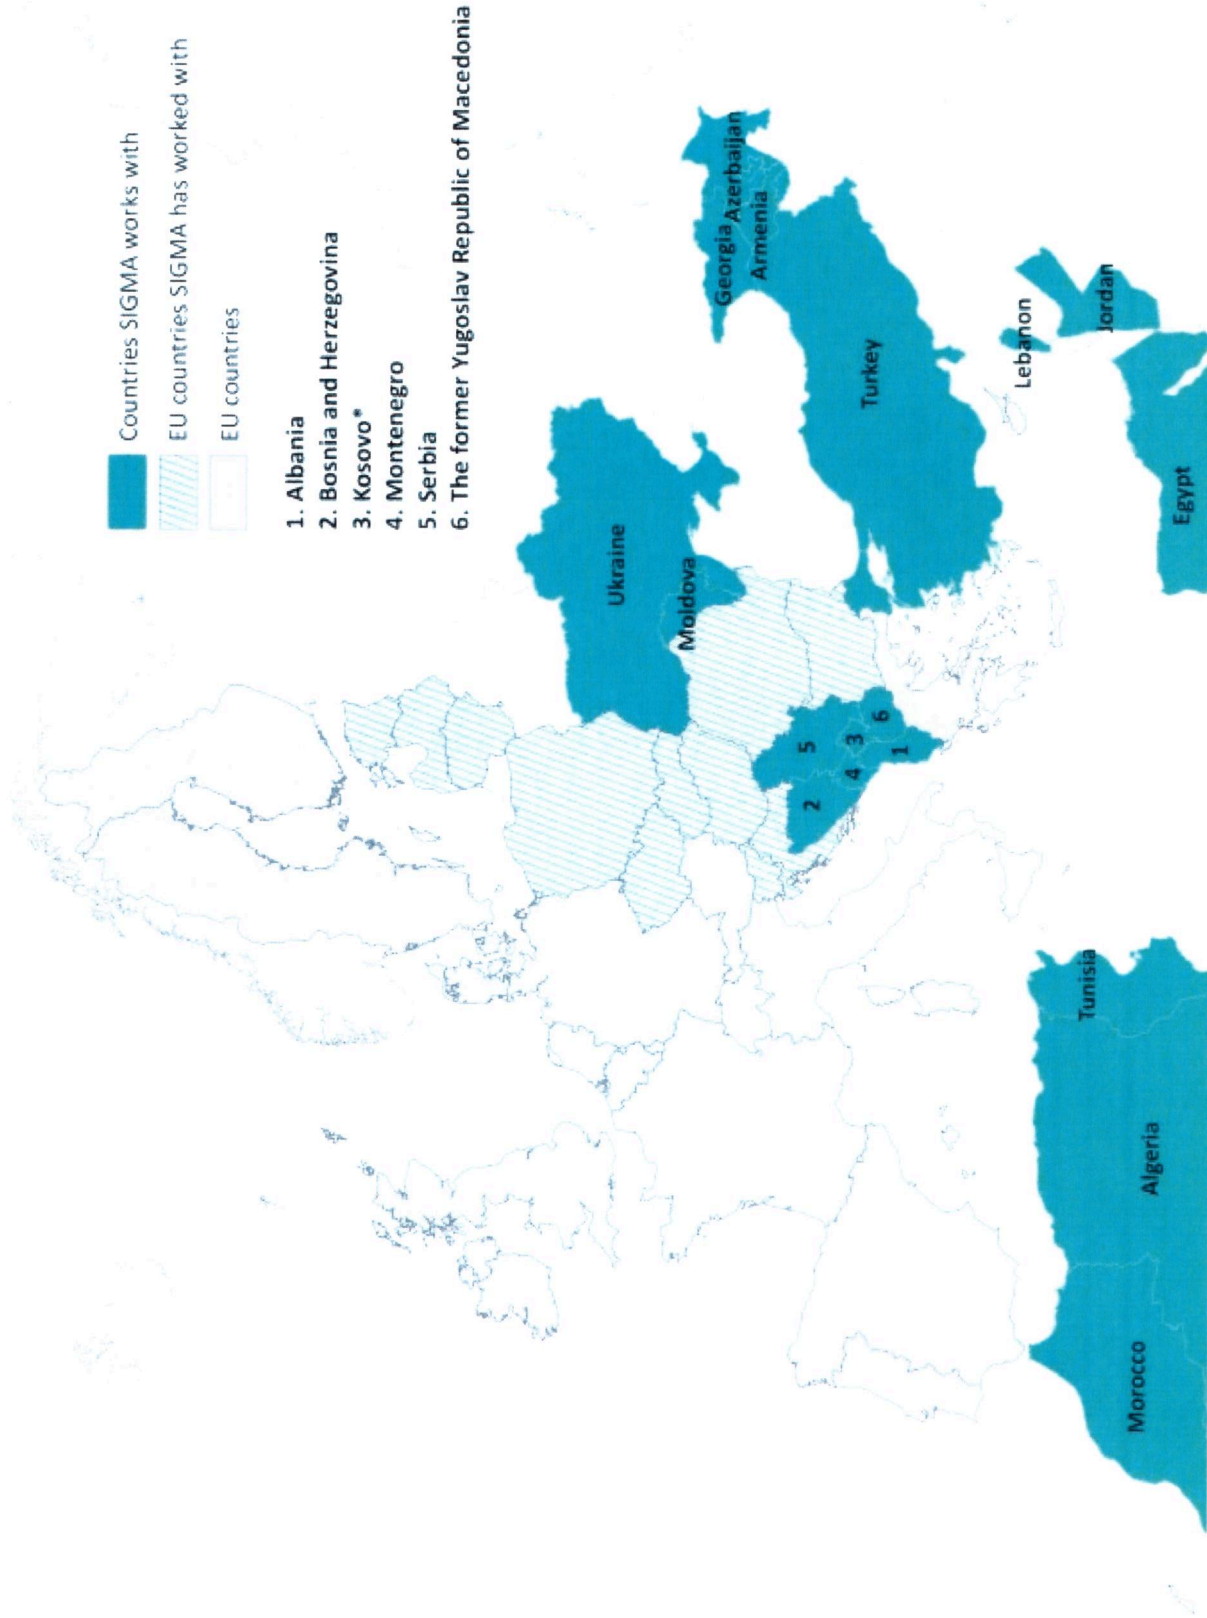 Countries SIGMA works with
EU countries SIGMA has worked with
EU countries
1. Albania
2. Bosnia and Herzegovina
3. Kosovo*
4. Montenegro
5. Serbia
6. The former Yugoslav Republic of Macedonia
Ukraine
Moldova
Georgia
Azerbaijan
Armenia
Turkey
5
2
3
4
6
1
Lebanon
Jordan
Egypt
Tunisia
Algeria
Morocco